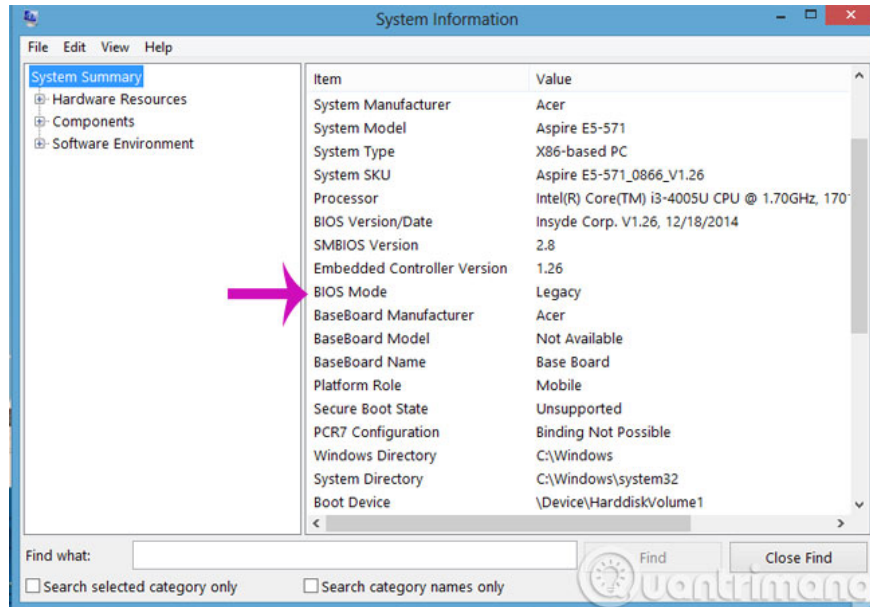 System Information
File Edit View Help
System Summary
Hardware Resources
Components
Software Environment
Item Value
System Manufacturer Acer
System Model Aspire E5-571
System Type X86-based PC
System SKU Aspire E5-571_0866_V1.26
Processor Intel(R) Core(TM) i3-4005U CPU @ 1.70GHz, 170
BIOS Version/Date Insyde Corp. V1.26, 12/18/2014
SMBIOS Version 2.8
Embedded Controller Version 1.26
BIOS Mode Legacy
BaseBoard Manufacturer Acer
BaseBoard Model Not Available
BaseBoard Name Base Board
Platform Role Mobile
Secure Boot State Unsupported
PCR7 Configuration Binding Not Possible
Windows Directory C:\Windows
System Directory C:\Windows\system32
Boot Device \Device\HarddiskVolume1
Find what: Find Close Find
Search selected category only Search category names only
Quantrimang